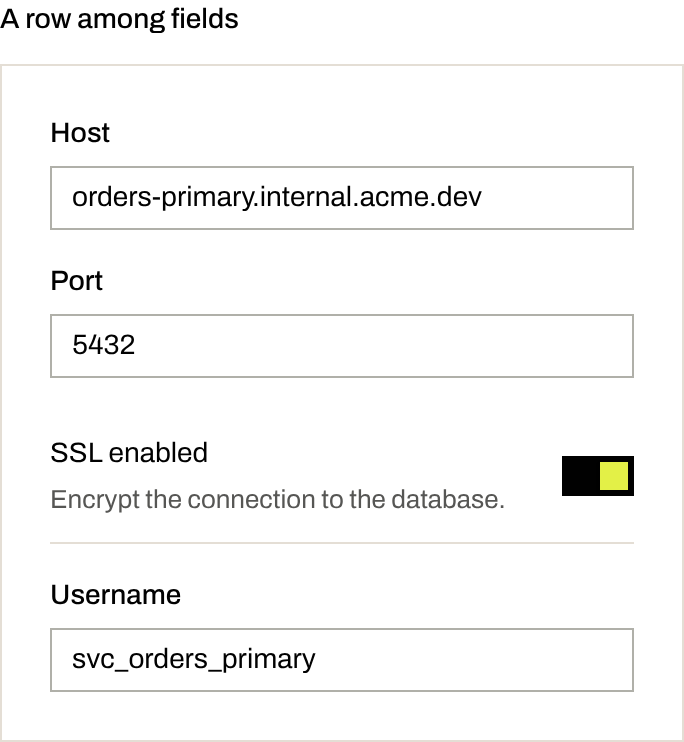 A row among fields
Host
orders-primary.internal.acme.dev
Port
5432
SSL enabled
Encrypt the connection to the database.
Username
svc_orders_primary